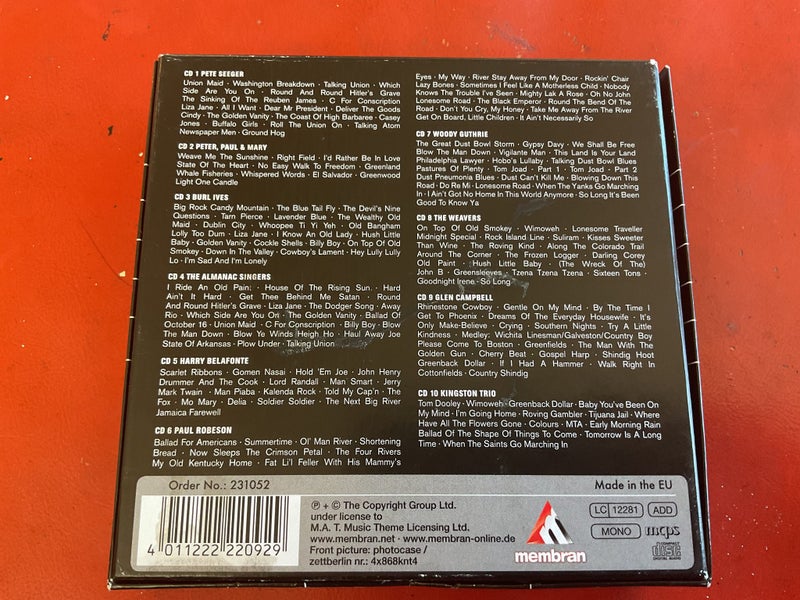 CD 1 PETE SEEGER
Union Maid · Washington Breakdown · Talking Union · Which
Side Are You On · Round And Round Hitler's Grave
The Sinking Of The Reuben James · C For Conscription
Liza Jane · All I Want · Dear Mr President · Deliver The Goods
Cindy · The Golden Vanity · The Coast Of High Barbaree · Casey
Jones · Buffalo Girls · Roll The Union On · Talking Atom
Newspaper Men · Ground Hog
CD 2 PETER, PAUL & MARY
Weave Me The Sunshine · Right Field · I'd Rather Be In Love
State Of The Heart · No Easy Walk To Freedom · Greenland
Whale Fisheries · Whispered Words · El Salvador · Greenwood
Light One Candle
CD 3 BURL IVES
Big Rock Candy Mountain · The Blue Tail Fly · The Devil's Nine
Questions · Tarn Pierce · Lavender Blue · The Wealthy Old
Maid · Dublin City · Whoopee Ti Yi Yeh · Old Bangham
Lolly Too Dum · Liza Jane · I Know An Old Lady · Hush Little
Baby · Golden Vanity · Cockle Shells · Billy Boy · On Top Of Old
Smokey · Down In The Valley · Cowboy's Lament · Hey Lully Lully
Lo · I'm Sad And I'm Lonely
CD 4 THE ALMANAC SINGERS
I Ride An Old Pain: · House Of The Rising Sun. · Hard
Ain't It Hard · Get Thee Behind Me Satan · Round
And Round Hitler's Grave · Liza Jane · The Dodger Song · Away
Rio · Which Side Are You On · The Golden Vanity · Ballad Of
October 16 · Union Maid · C For Conscription · Billy Boy · Blow
The Man Down · Blow Ye Winds Heigh Ho · Haul Away Joe
State Of Arkansas · Plow Under · Talking Union
CD 5 HARRY BELAFONTE
Scarlet Ribbons · Gomen Nasai · Hold 'Em Joe · John Henry
Drummer And The Cook · Lord Randall · Man Smart · Jerry
Mark Twain · Man Piaba · Kalenda Rock · Told My Cap'n · The
Fox · Mo Mary · Delia · Soldier Soldier · The Next Big River
Jamaica Farewell
CD 6 PAUL ROBESON
Ballad For Americans · Summertime · Ol' Man River · Shortening
Bread · Now Sleeps The Crimson Petal · The Four Rivers
My Old Kentucky Home · Fat Li'l Feller With His Mammy's
Eyes · My Way · River Stay Away From My Door · Rockin' Chair
Lazy Bones · Sometimes I Feel Like A Motherless Child · Nobody
Knows The Trouble I've Seen · Mighty Lak A Rose · Oh No John
Lonesome Road · The Black Emperor · Round The Bend Of The
Road · Don't You Cry, My Honey · Take Me Away From The River
Get On Board, Little Children · It Ain't Necessarily So
CD 7 WOODY GUTHRIE
The Great Dust Bowl Storm · Gypsy Davy · We Shall Be Free
Blow The Man Down · Vigilante Man · This Land Is Your Land
Philadelphia Lawyer · Hobo's Lullaby · Talking Dust Bowl Blues
Pastures Of Plenty · Tom Joad - Part 1 · Tom Joad - Part 2
Dust Pneumonia Blues · Dust Can't Kill Me · Blowing Down This
Road · Do Re Mi · Lonesome Road · When The Yanks Go Marching
In · I Ain't Got No Home In This World Anymore · So Long It's Been
Good To Know Ya
CD 8 THE WEAVERS
On Top Of Old Smokey · Wimoweh · Lonesome Traveller
Midnight Special · Rock Island Line · Suliram · Kisses Sweeter
Than Wine · The Roving Kind · Along The Colorado Trail
Around The Corner · The Frozen Logger · Darling Corey
Old Paint · Hush Little Baby · (The Wreck Of The)
John B · Greensleeves · Tzena Tzena Tzena · Sixteen Tons ·
Goodnight Irene · So Long
CD 9 GLEN CAMPBELL
Rhinestone Cowboy · Gentle On My Mind · By The Time I
Get To Phoenix · Dreams Of The Everyday Housewife · It's
Only Make-Believe · Crying · Southern Nights · Try A Little
Kindness · Medley: Wichita Linesman/Galveston/Country Boy
Please Come To Boston · Greenfields · The Man With The
Golden Gun · Cherry Beat · Gospel Harp · Shindig Hoot
Greenback Dollar · If I Had A Hammer · Walk Right In
Cottonfields · Country Shindig
CD 10 KINGSTON TRIO
Tom Dooley · Wimoweh · Greenback Dollar · Baby You've Been On
My Mind · I'm Going Home · Roving Gambler · Tijuana Jail · Where
Have All The Flowers Gone · Colours · MTA · Early Morning Rain
Ballad Of The Shape Of Things To Come · Tomorrow Is A Long
Time · When The Saints Go Marching In
Order No.: 231052
Made in the EU
4 011222 220929
℗ + © The Copyright Group Ltd.
under license to
M.A.T. Music Theme Licensing Ltd.
www.membran.net · www.membran-online.de
Front picture: photocase /
zettberlin nr.: 4x868knt4
membran
LC 12281 ADD
MONO mcps
COMPACT
disc
DIGITAL AUDIO